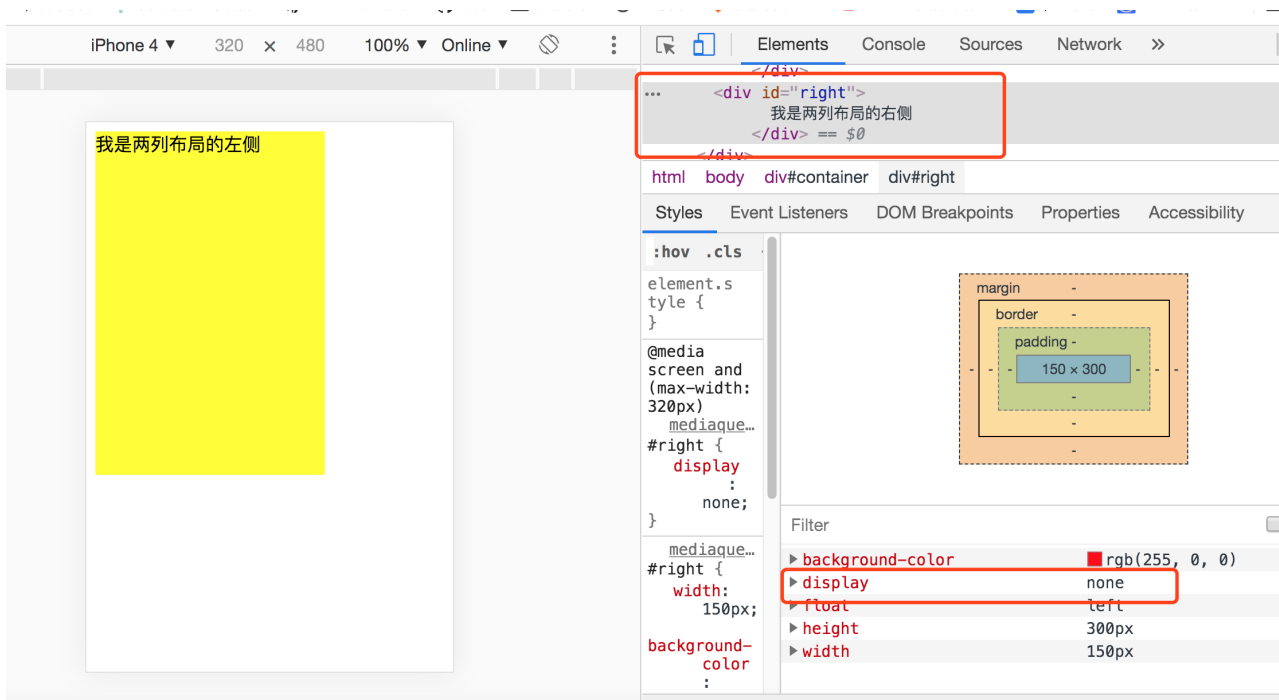 iPhone 4 ▼ 320 × 480 100% ▼ Online ▼
Elements Console Sources Network »
我是两列布局的左侧
</div>
… <div id="right">
我是两列布局的右侧
</div> == $0
</div>
html body div#container div#right
Styles Event Listeners DOM Breakpoints Properties Accessibility
:hov .cls
element.s
tyle {
}
@media
screen and
(max-width:
320px)
mediaque…
#right {
display
:
none;
}
mediaque…
#right {
width:
150px;
background-
color
:
margin -
border -
padding -
- - - 150 × 300 - - -
-
-
-
Filter
background-color rgb(255, 0, 0)
display none
float left
height 300px
width 150px